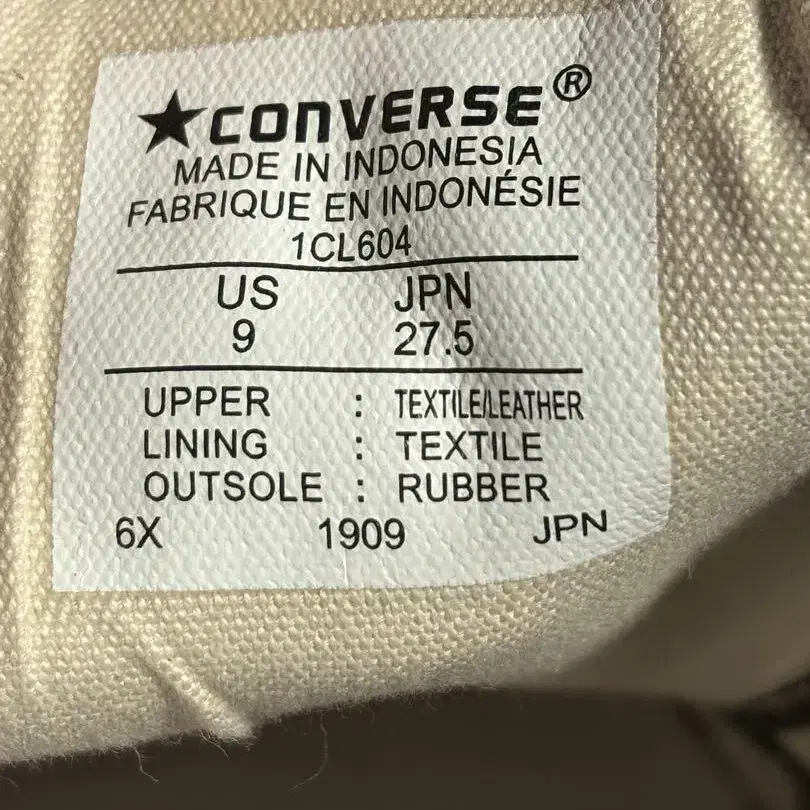 ★CONVERSE®
MADE IN INDONESIA
FABRIQUE EN INDONÉSIE
1CL604
US JPN
9 27.5
UPPER : TEXTILE/LEATHER
LINING : TEXTILE
OUTSOLE : RUBBER
6X 1909 JPN